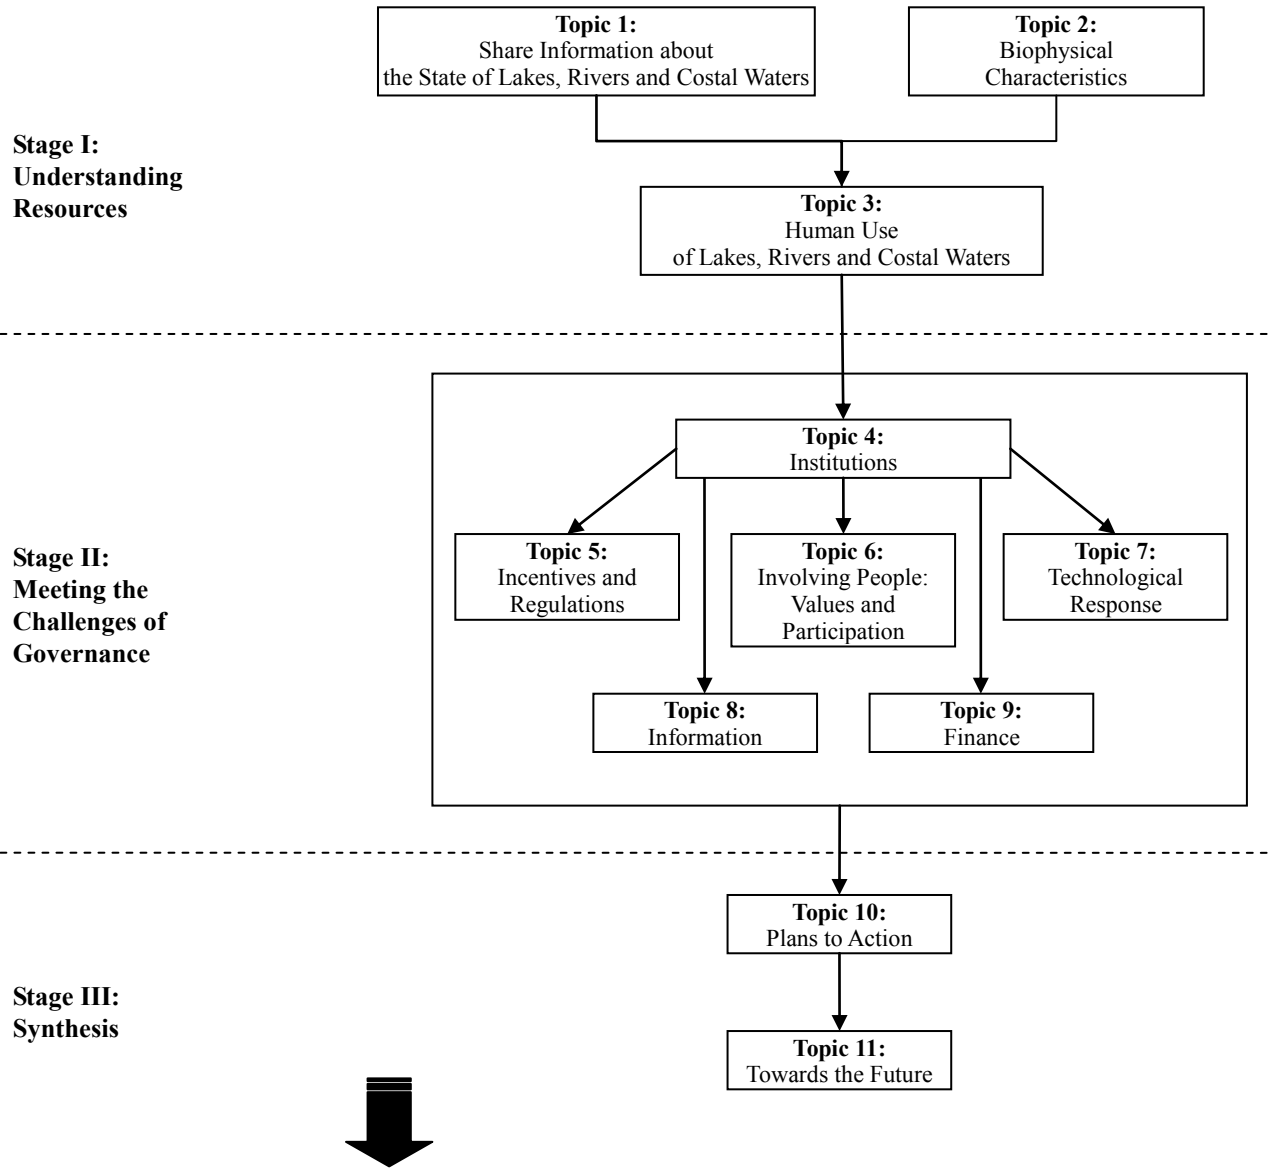 Topic 1:
Share Information about
the State of Lakes, Rivers and Costal Waters
Topic 2:
Biophysical
Characteristics
Stage I:
Understanding
Resources
Topic 3:
Human Use
of Lakes, Rivers and Costal Waters
Topic 4:
Institutions
Stage II:
Meeting the
Challenges of
Governance
Topic 5:
Incentives and
Regulations
Topic 6:
Involving People:
Values and
Participation
Topic 7:
Technological
Response
Topic 8:
Information
Topic 9:
Finance
Topic 10:
Plans to Action
Stage III:
Synthesis
Topic 11:
Towards the Future